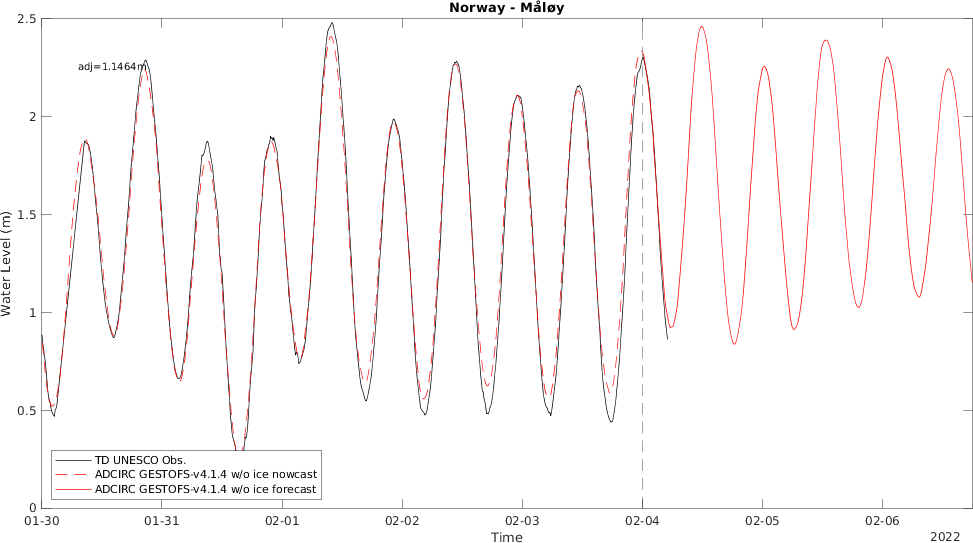 Norway - Måløy
adj=1.1464m
2.5
2
1.5
1
0.5
0
Water Level (m)
TD UNESCO Obs.
ADCIRC GESTOFS-v4.1.4 w/o ice nowcast
ADCIRC GESTOFS-v4.1.4 w/o ice forecast
01-30 01-31 02-01 02-02 02-03 02-04 02-05 02-06
Time
2022